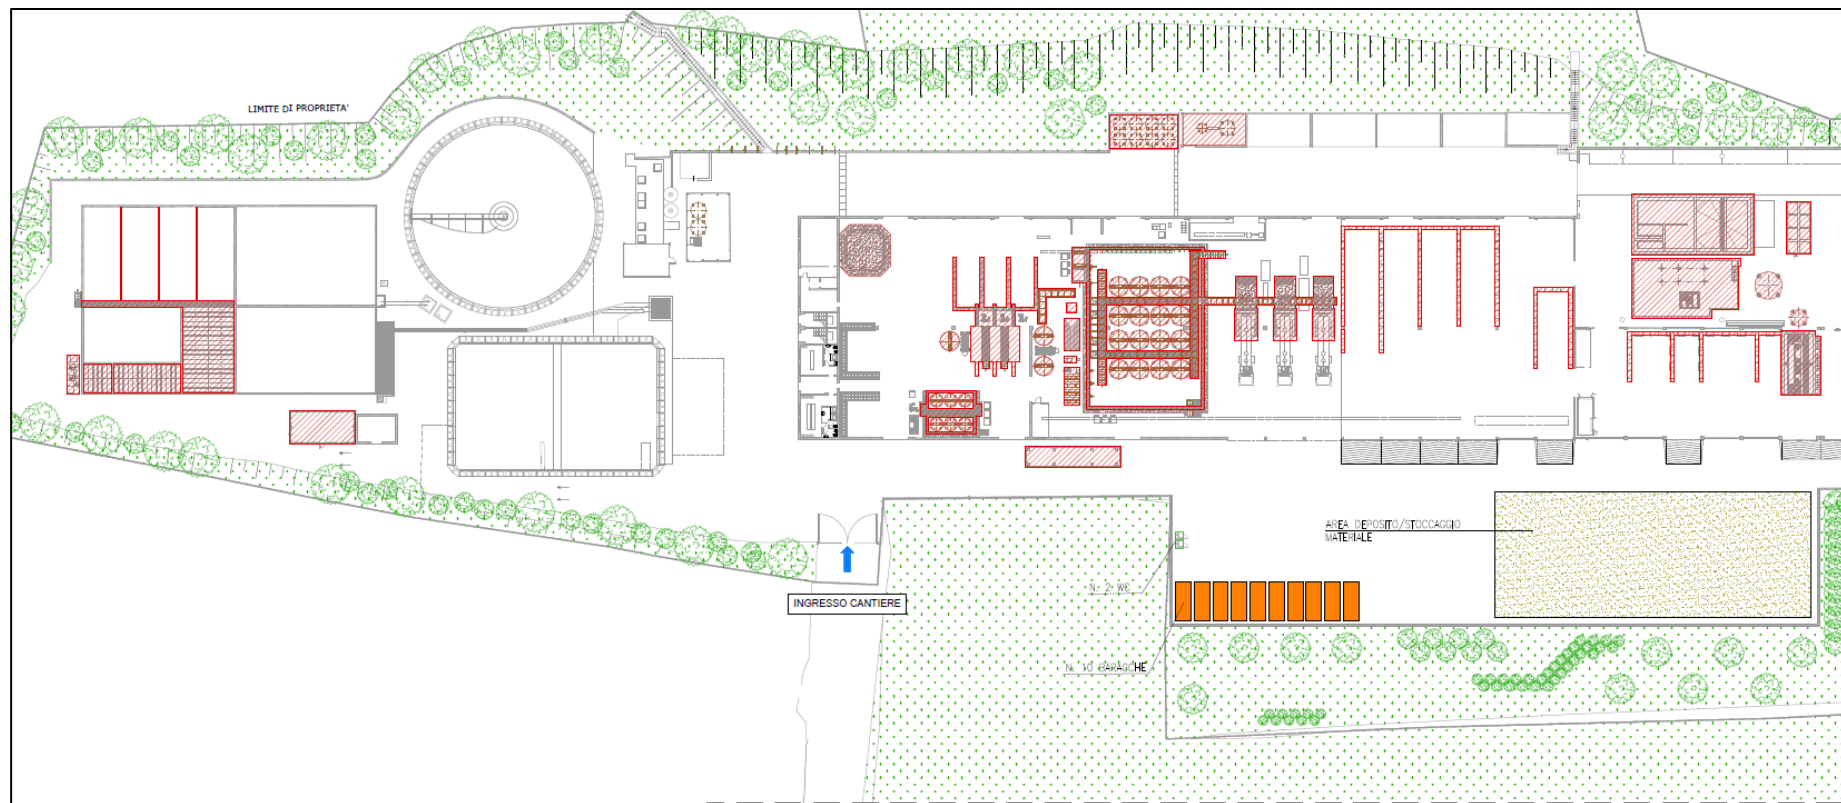 LIMITE DI PROPRIETA'
AREA DEPOSITO/STOCCAGGIO
MATERIALE
N. 2 WC
INGRESSO CANTIERE
N. 10 BARACCHE